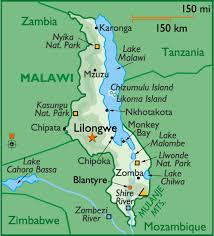 150 mi
150 km
Zambia
Karonga
Nyika
Nat. Park
Tanzania
MALAWI
Mzuzu
Chizumulu Island
Likoma Island
Kasungu
Nat. Park
Nkhotakota
Chipata
Lilongwe
Monkey
Bay
Lake
Malombe
Chipoka
Lake
Cahora Bassa
Zomba
Liwonde
Nat. Park
Blantyre
Lake
Chilwa
Shire
River
MULANJE
MTS.
Zimbabwe
Zambezi
River
Mozambique